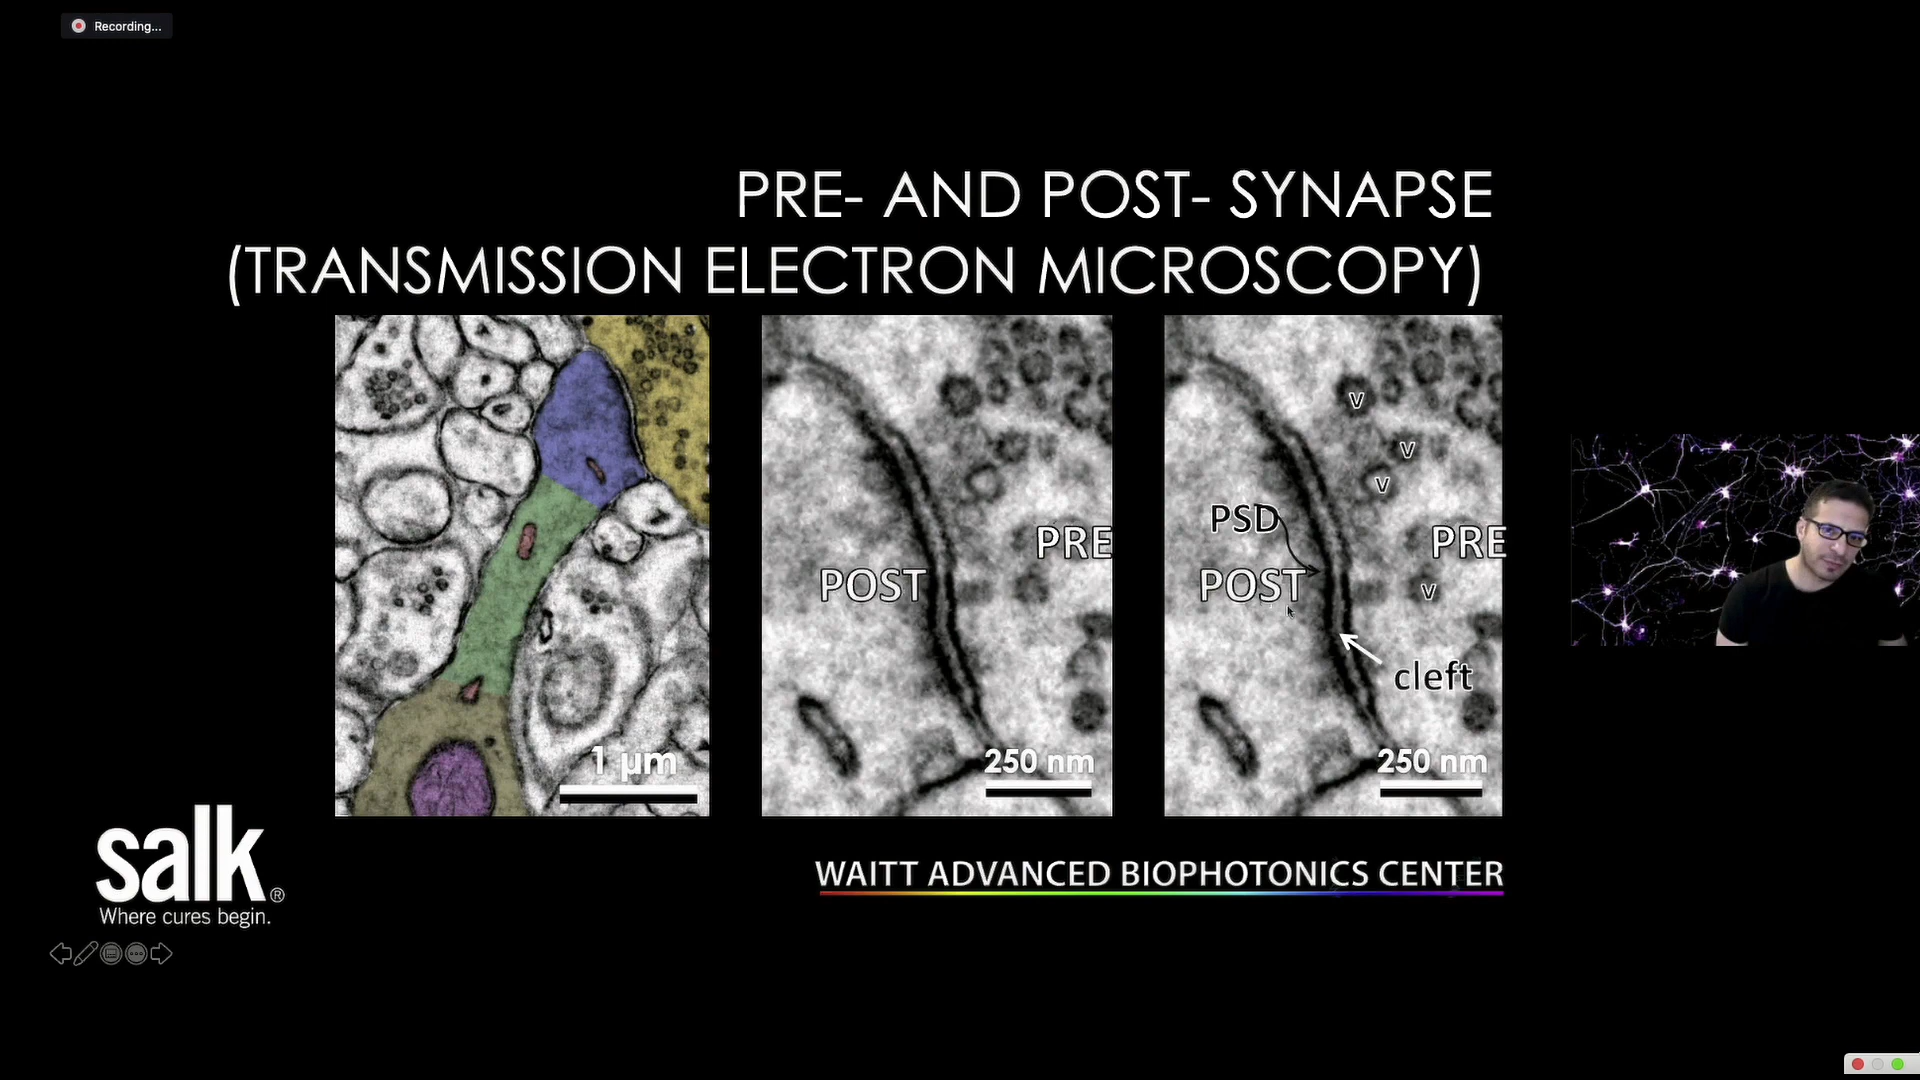 Recording...
PRE- AND POST- SYNAPSE
(TRANSMISSION ELECTRON MICROSCOPY)
1 µm
POST
PRE
250 nm
v
v
v
PSD
PRE
POST
v
cleft
250 nm
salk®
Where cures begin.
WAITT ADVANCED BIOPHOTONICS CENTER